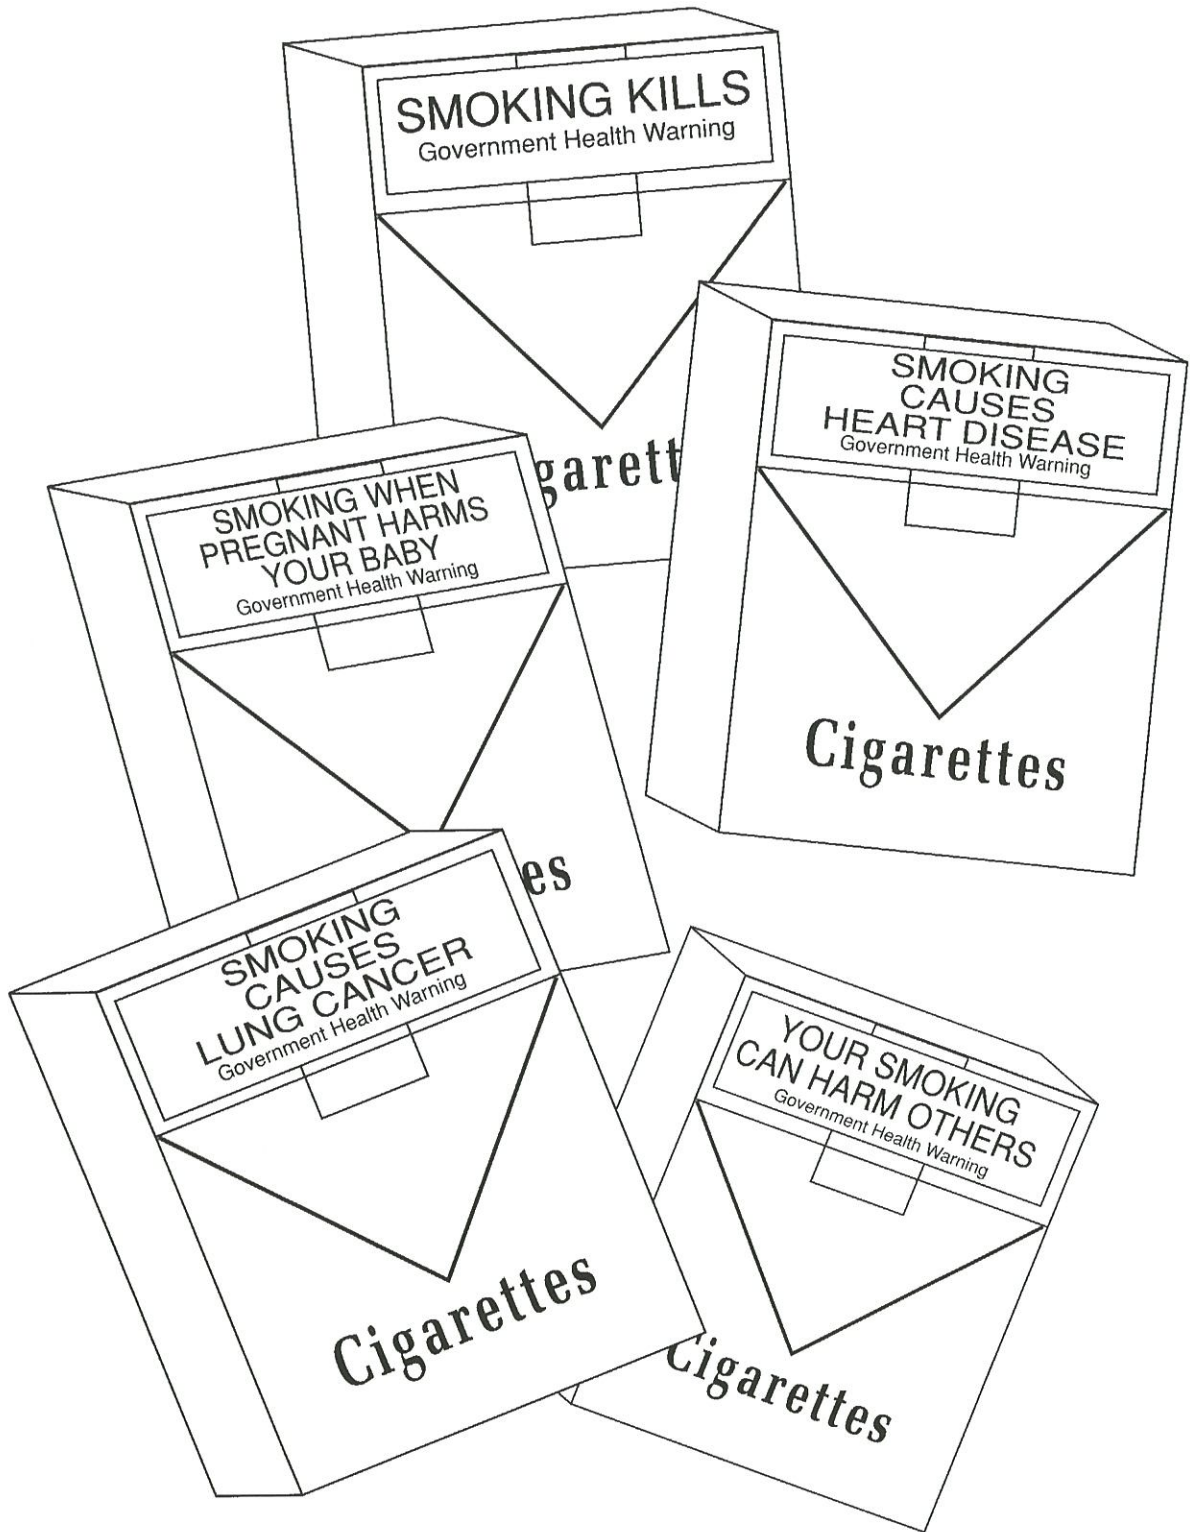 SMOKING KILLS
Government Health Warning
garett
SMOKING
CAUSES
HEART DISEASE
Government Health Warning
Cigarettes
SMOKING WHEN
PREGNANT HARMS
YOUR BABY
Government Health Warning
es
SMOKING
CAUSES
LUNG CANCER
Government Health Warning
Cigarettes
YOUR SMOKING
CAN HARM OTHERS
Government Health Warning
Cigarettes